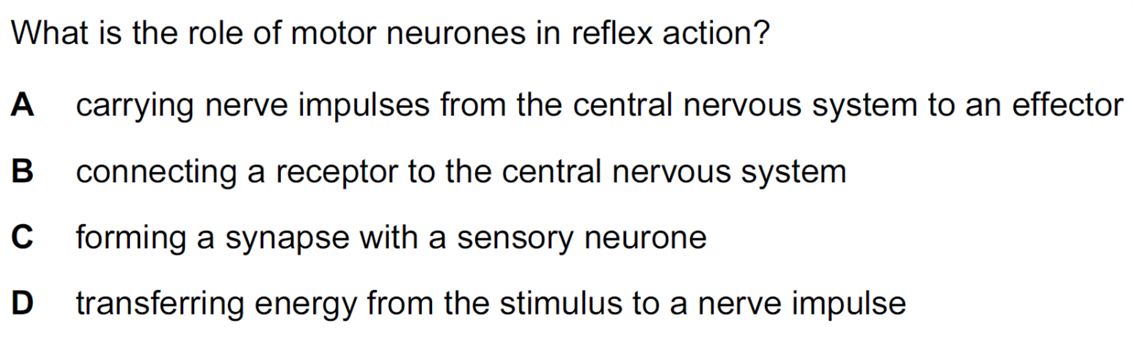 What is the role of motor neurones in reflex action?
A carrying nerve impulses from the central nervous system to an effector
B connecting a receptor to the central nervous system
C forming a synapse with a sensory neurone
D transferring energy from the stimulus to a nerve impulse